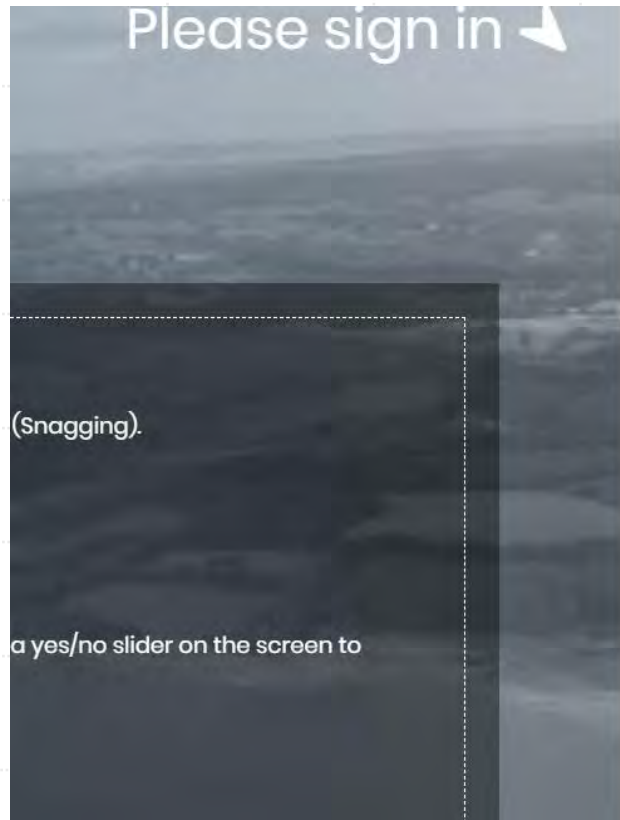 Please sign in
(Snagging).
a yes/no slider on the screen to